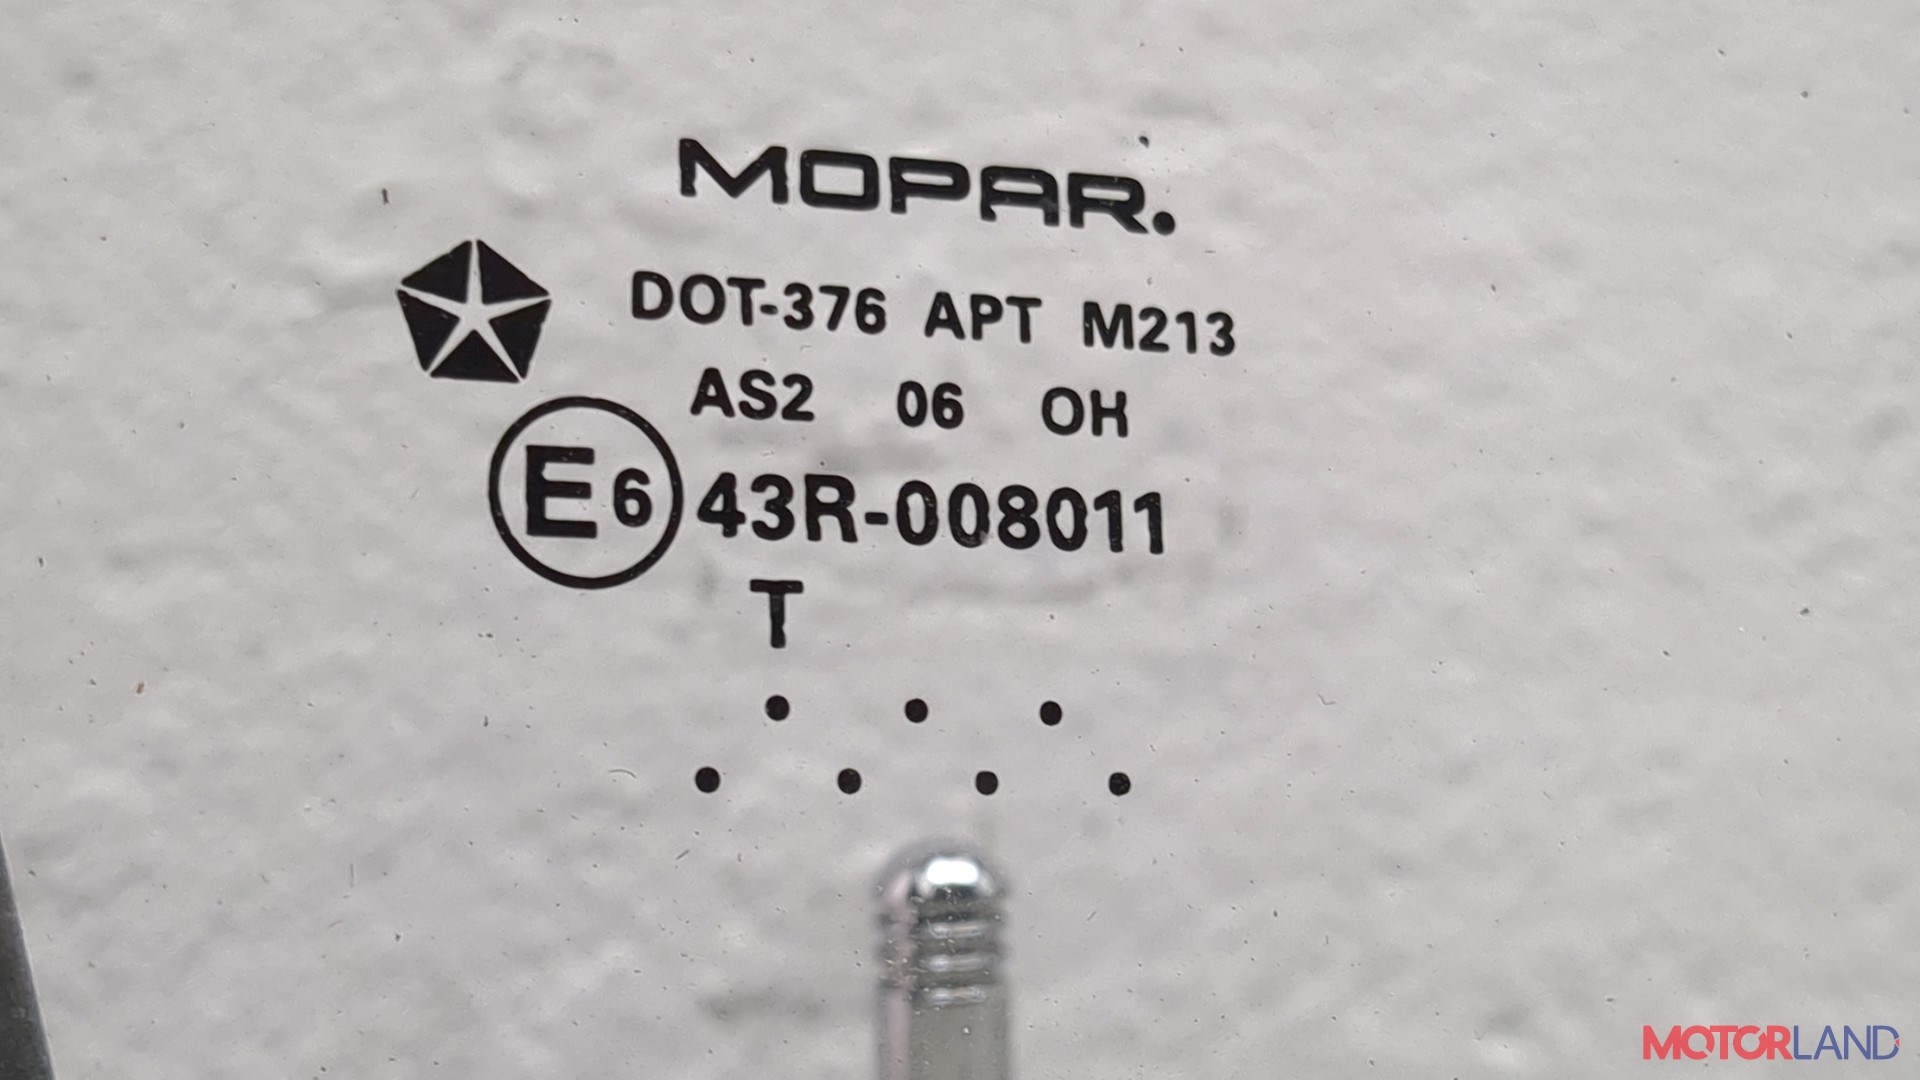 MOPAR.
DOT-376 APT M213
AS2 06 OH
E6 43R-008011
T
MOTORLAND